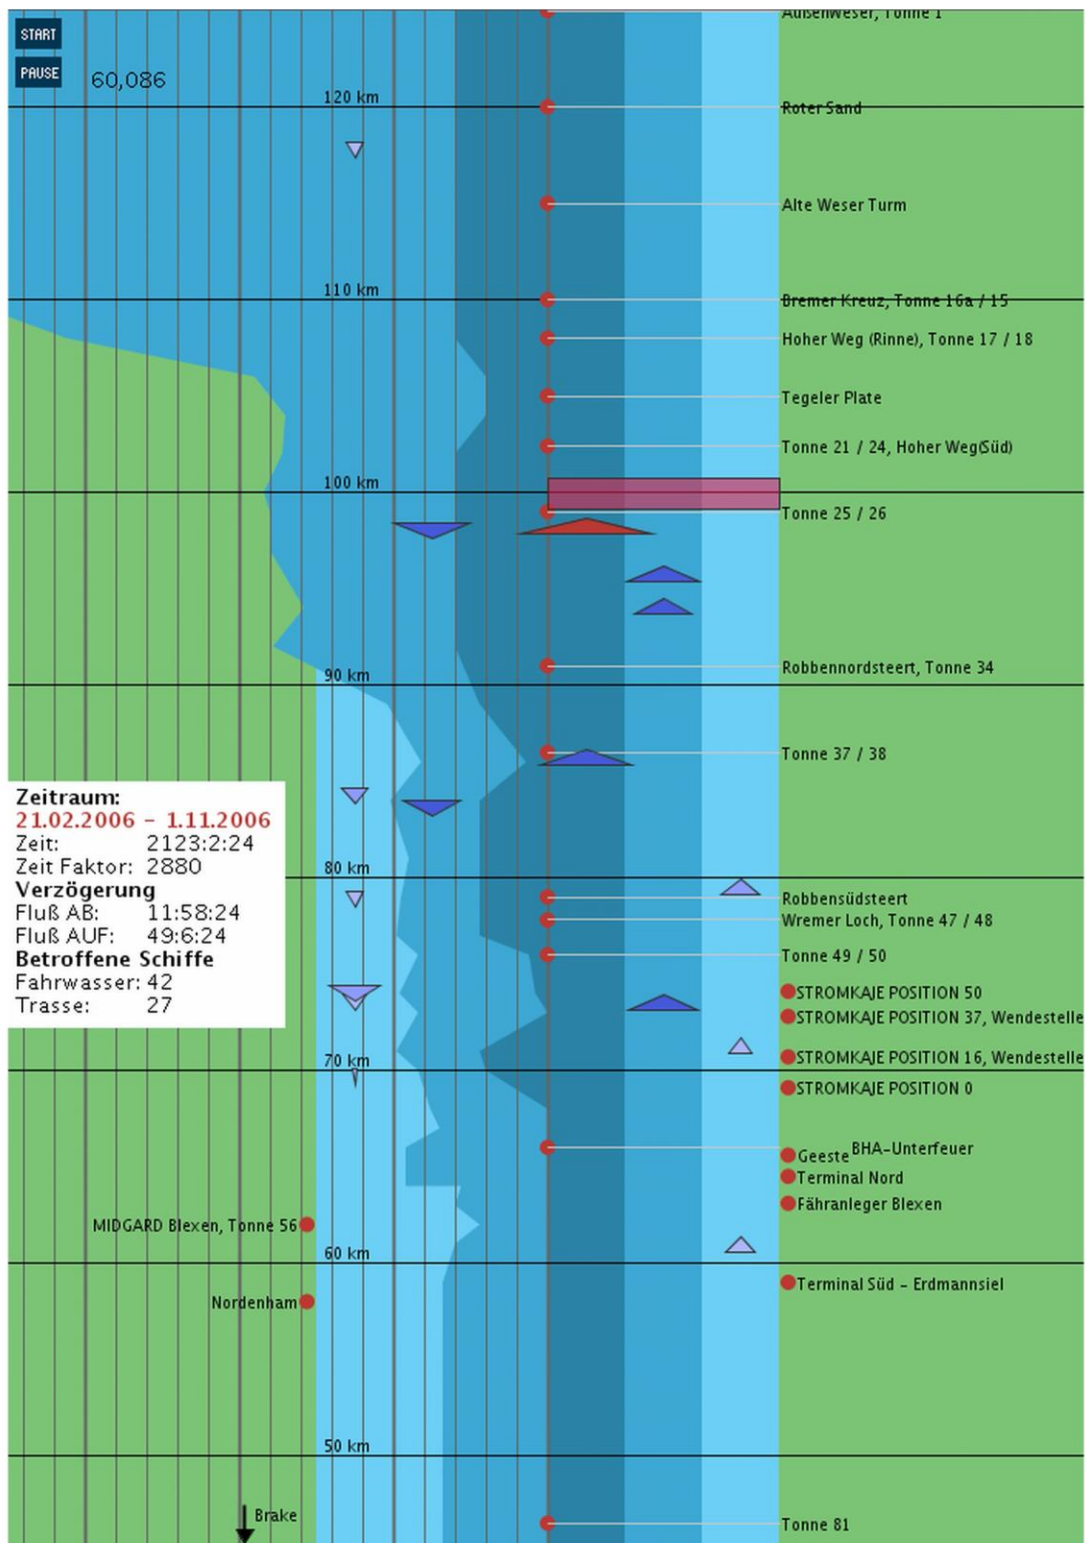 Außenweser, Tonne 1
START
PAUSE
60,086
120 km
Roter Sand
Alte Weser Turm
110 km
Bremer Kreuz, Tonne 16a / 15
Hoher Weg (Rinne), Tonne 17 / 18
Tegeler Plate
Tonne 21 / 24, Hoher Weg(Süd)
100 km
Tonne 25 / 26
Robbennordsteert, Tonne 34
90 km
Tonne 37 / 38
Zeitraum:
21.02.2006 - 1.11.2006
Zeit: 2123:2:24
Zeit Faktor: 2880
Verzögerung
Fluß AB: 11:58:24
Fluß AUF: 49:6:24
Betroffene Schiffe
Fahrwasser: 42
Trasse: 27
80 km
Robbensüdsteert
Wremer Loch, Tonne 47 / 48
Tonne 49 / 50
STROMKAJE POSITION 50
STROMKAJE POSITION 37, Wendestelle
STROMKAJE POSITION 16, Wendestelle
70 km
STROMKAJE POSITION 0
BHA-Unterfeuer
Geeste
Terminal Nord
Fähranleger Blexen
MIDGARD Blexen, Tonne 56
60 km
Terminal Süd - Erdmannsiel
Nordenham
50 km
Brake
Tonne 81